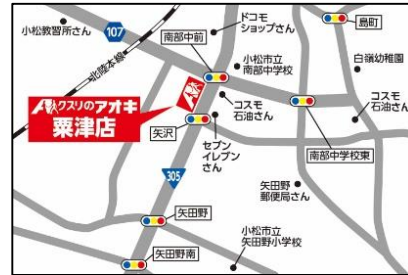 ドコモ
ショップさん
島町
小松教習所さん
107
南部中前
小松市立
南部中学校
白嶺幼稚園
北陸本線
クスリのアオキ
粟津店
コスモ
石油さん
コスモ
石油さん
矢沢
セブン
イレブン
さん
南部中学校東
305
矢田野
郵便局さん
矢田野
小松市立
矢田野小学校
矢田野南